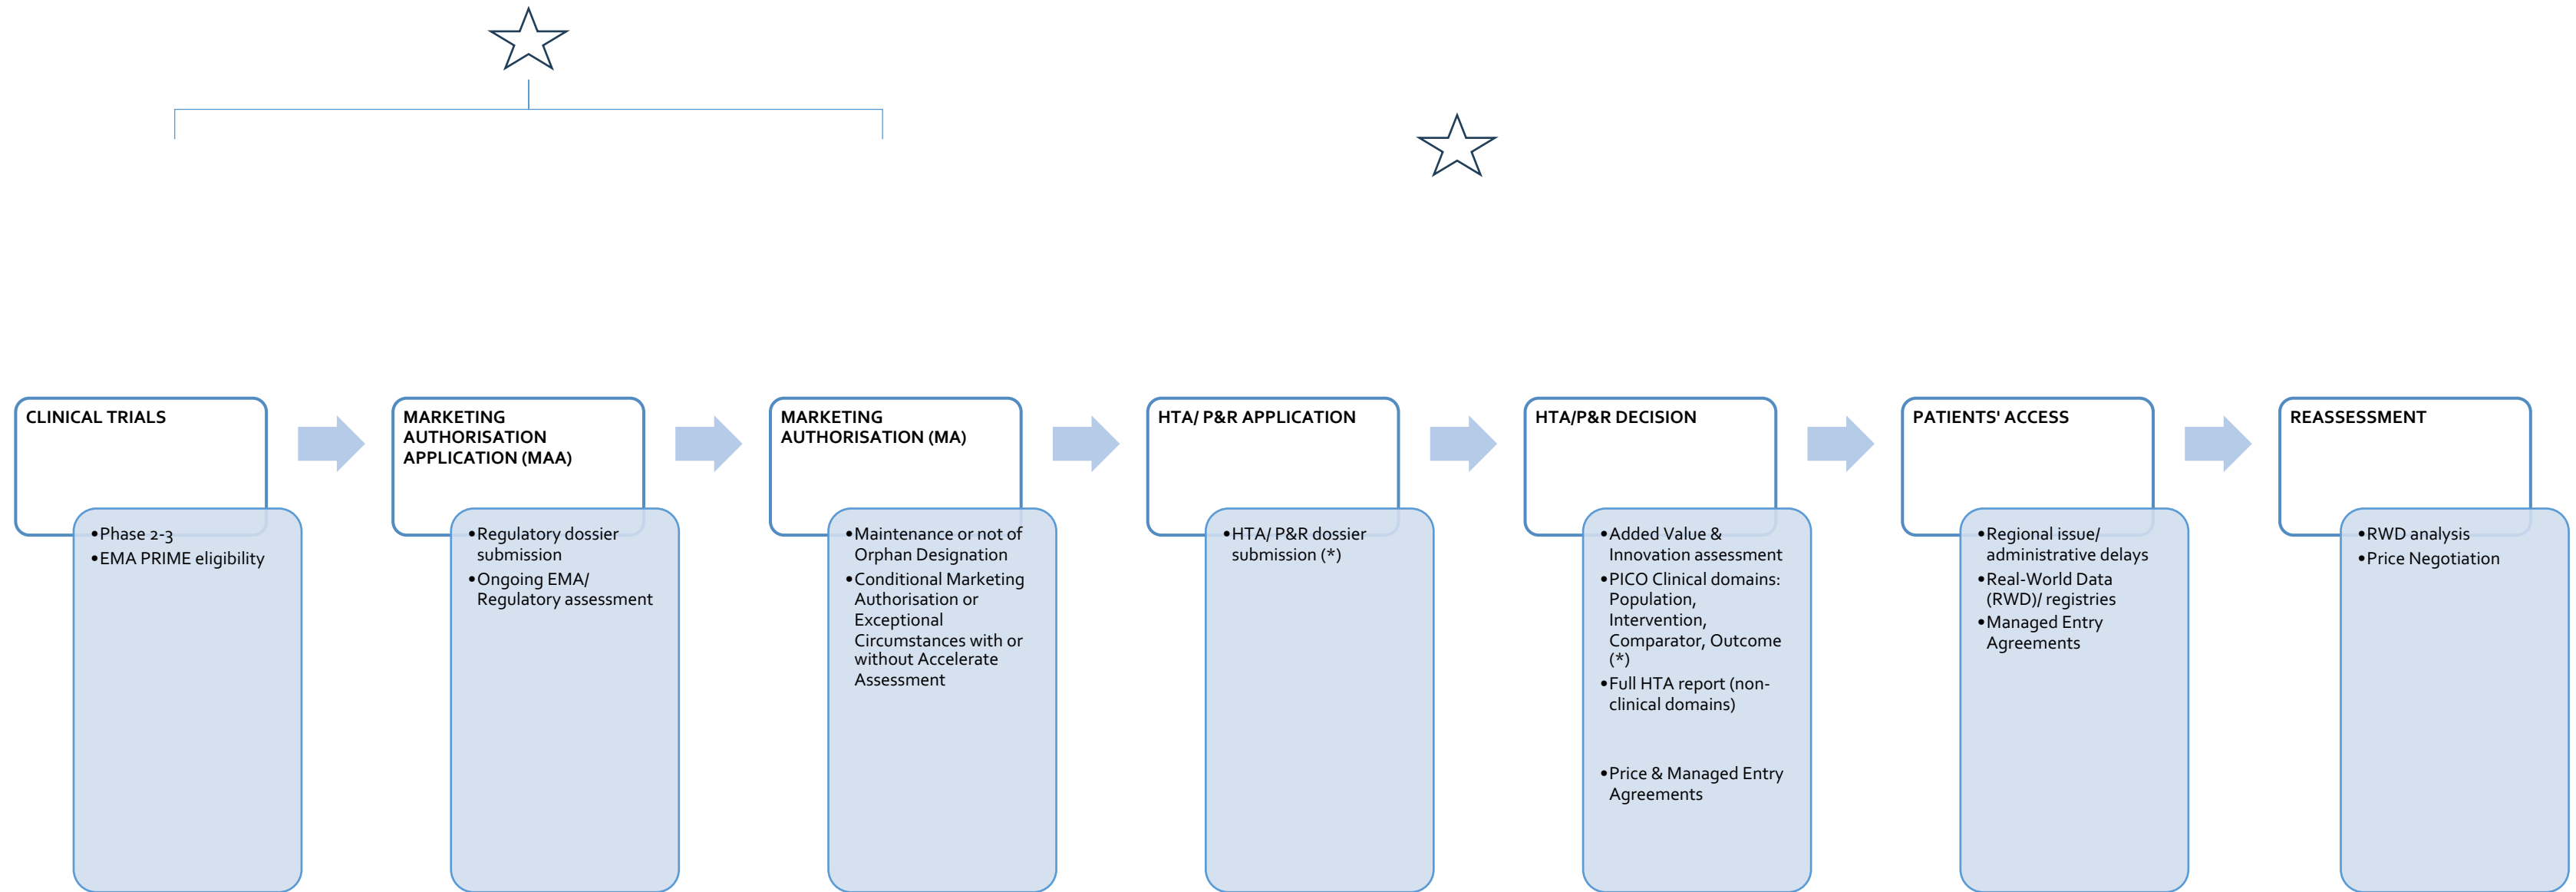 CLINICAL TRIALS
•Phase 2-3
•EMA PRIME eligibility
MARKETING
AUTHORISATION
APPLICATION (MAA)
•Regulatory dossier
submission
•Ongoing EMA/
Regulatory assessment
MARKETING
AUTHORISATION (MA)
•Maintenance or not of
Orphan Designation
•Conditional Marketing
Authorisation or
Exceptional
Circumstances with or
without Accelerate
Assessment
HTA/ P&R APPLICATION
•HTA/ P&R dossier
submission (*)
HTA/P&R DECISION
•Added Value &
Innovation assessment
•PICO Clinical domains:
Population,
Intervention,
Comparator, Outcome
(*)
•Full HTA report (non-
clinical domains)
•Price & Managed Entry
Agreements
PATIENTS' ACCESS
•Regional issue/
administrative delays
•Real-World Data
(RWD)/ registries
•Managed Entry
Agreements
REASSESSMENT
•RWD analysis
•Price Negotiation